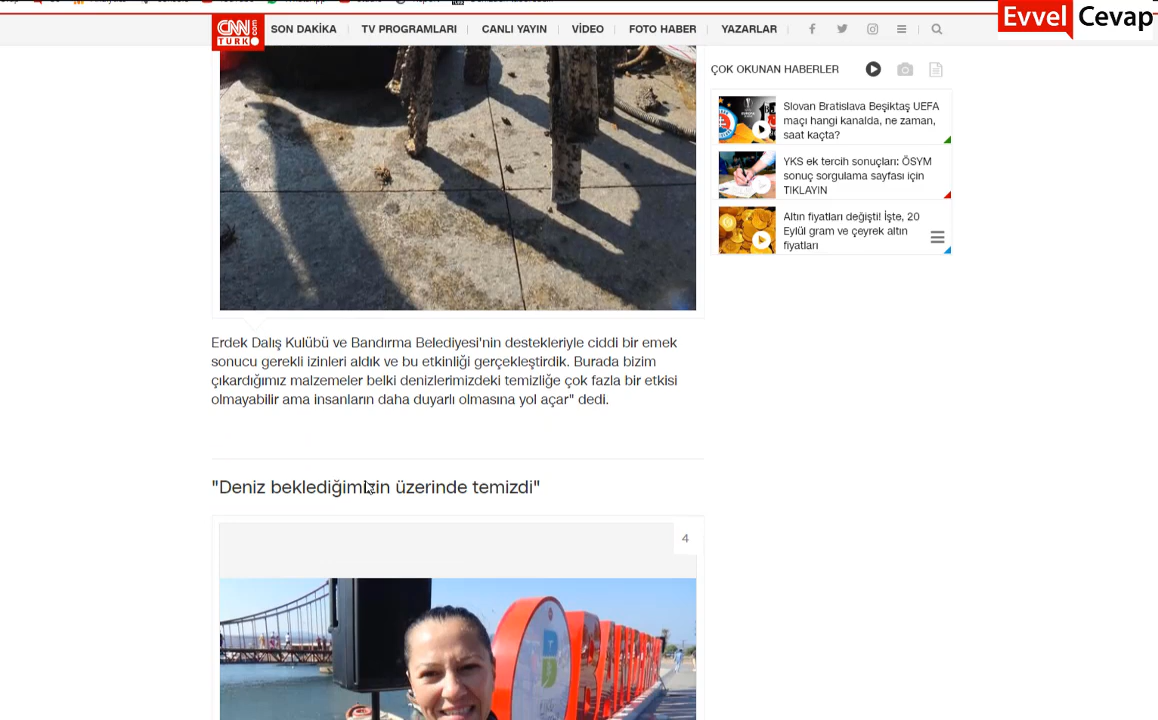 Evvel Cevap
CNN
TÜRK
.com
SON DAKİKA
TV PROGRAMLARI
CANLI YAYIN
VİDEO
FOTO HABER
YAZARLAR
ÇOK OKUNAN HABERLER
Slovan Bratislava Beşiktaş UEFA
maçı hangi kanalda, ne zaman,
saat kaçta?
YKS ek tercih sonuçları: ÖSYM
sonuç sorgulama sayfası için
TIKLAYIN
Altın fiyatları değişti! İşte, 20
Eylül gram ve çeyrek altın
fiyatları
Erdek Dalış Kulübü ve Bandırma Belediyesi'nin destekleriyle ciddi bir emek
sonucu gerekli izinleri aldık ve bu etkinliği gerçekleştirdik. Burada bizim
çıkardığımız malzemeler belki denizlerimizdeki temizliğe çok fazla bir etkisi
olmayabilir ama insanların daha duyarlı olmasına yol açar" dedi.
"Deniz beklediğimizin üzerinde temizdi"
4